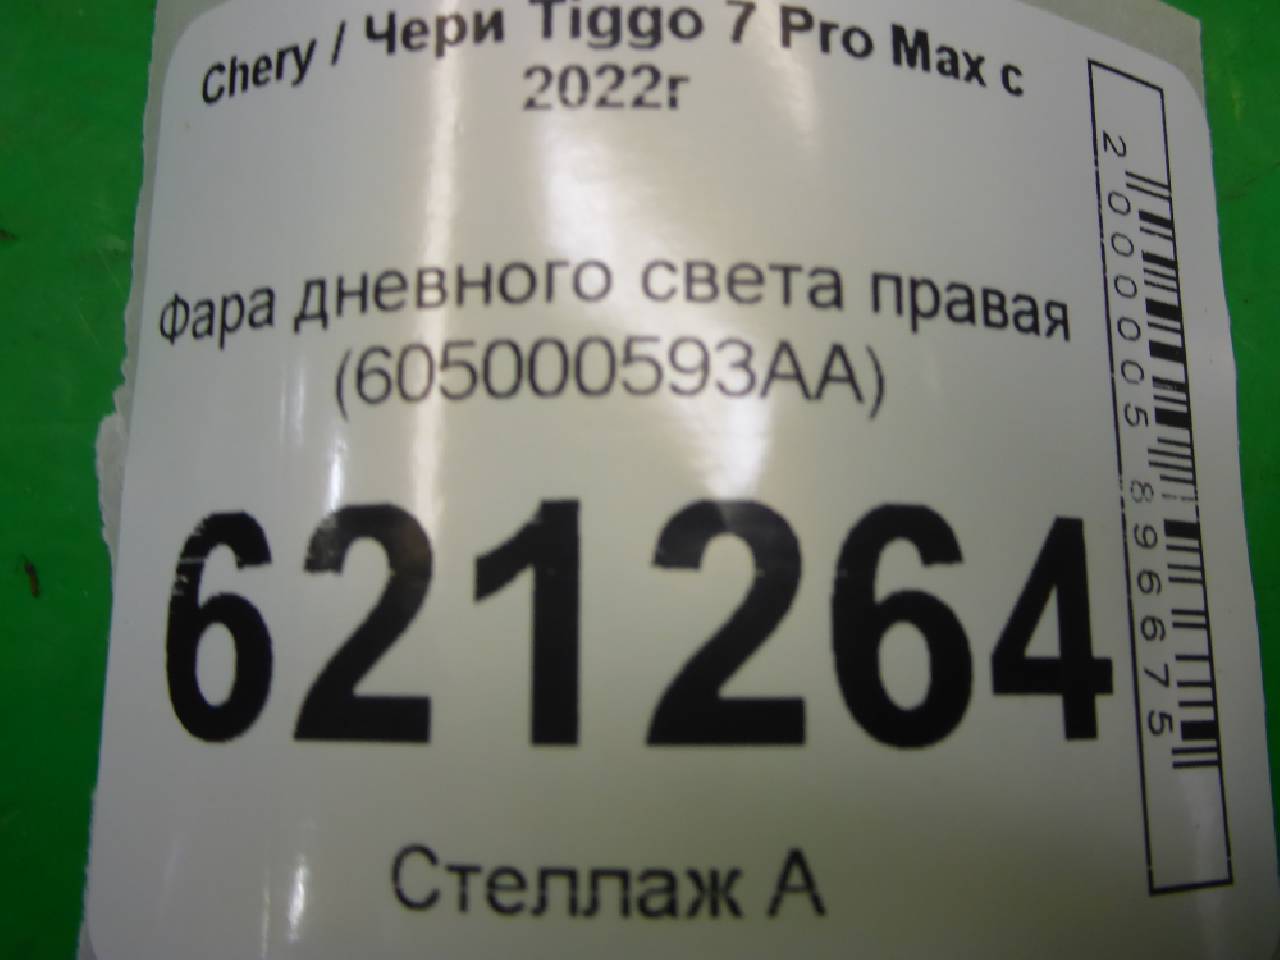 Chery / Чери Tiggo 7 Pro Max с
2022г
Фара дневного света правая
(605000593AA)
621264
Стеллаж А
2000005896675